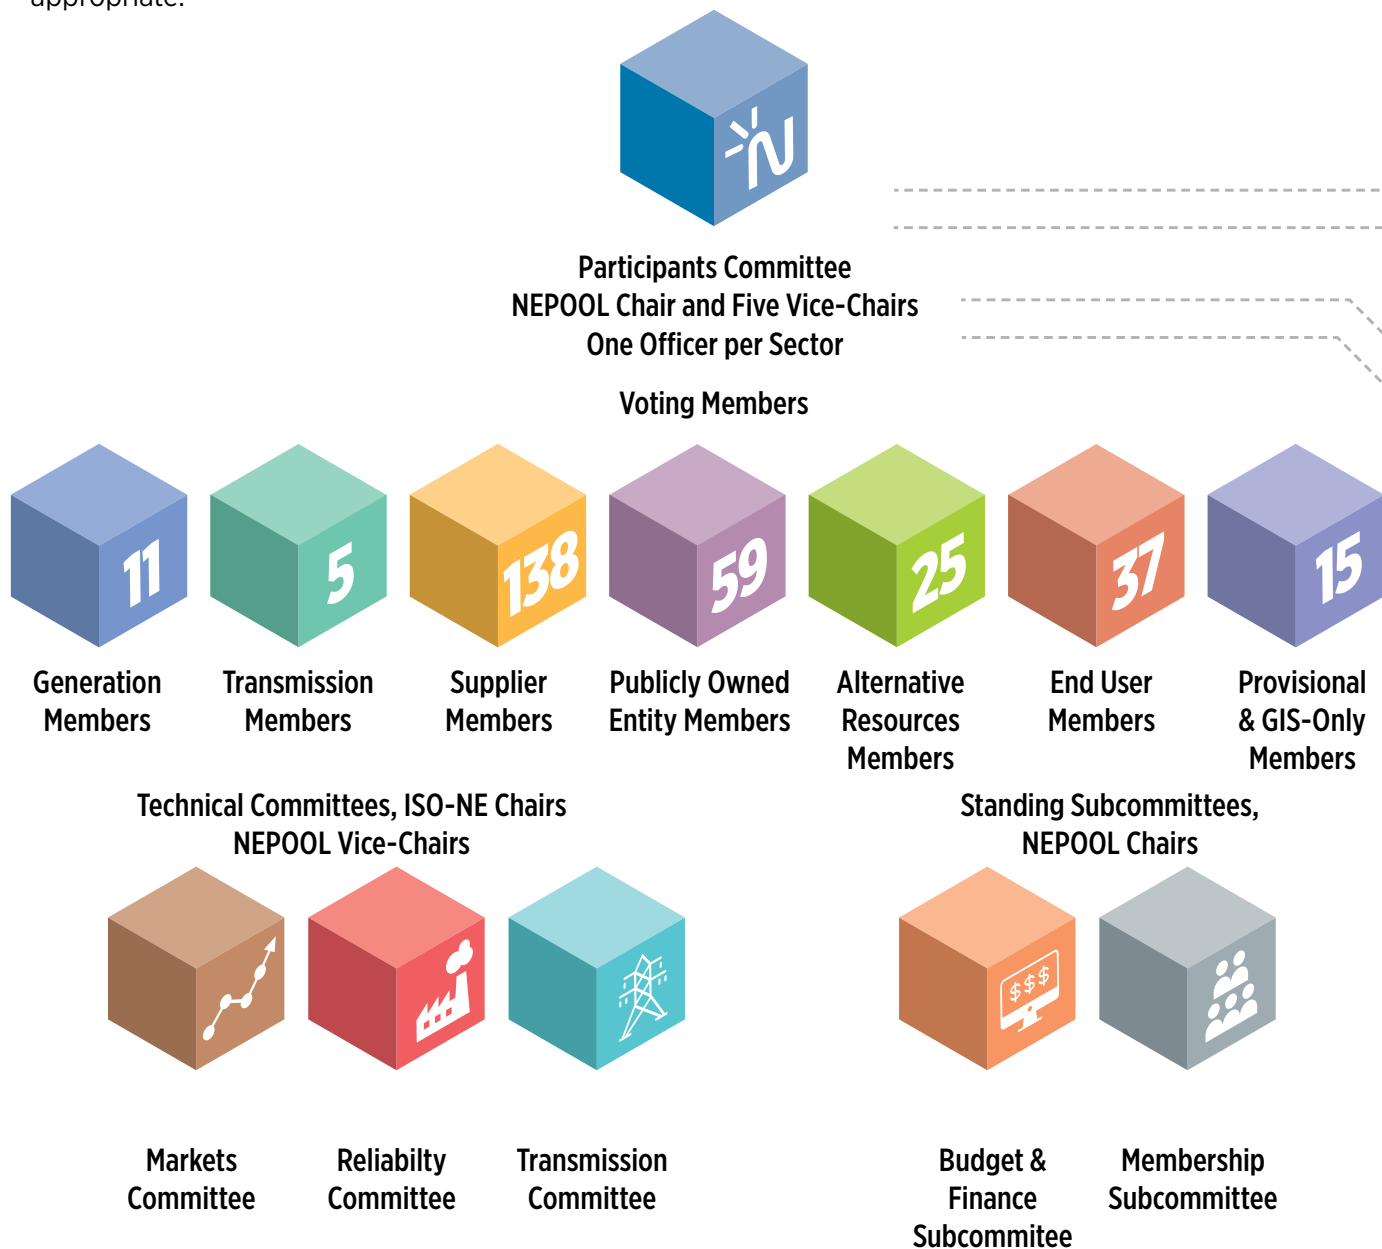 appropriate.
Participants Committee
NEPOOL Chair and Five Vice-Chairs
One Officer per Sector
Voting Members
11
5
138
59
25
37
15
Generation
Members
Transmission
Members
Supplier
Members
Publicly Owned
Entity Members
Alternative
Resources
Members
End User
Members
Provisional
& GIS-Only
Members
Technical Committees, ISO-NE Chairs
NEPOOL Vice-Chairs
Standing Subcommittees,
NEPOOL Chairs
$$$
Markets
Committee
Reliabilty
Committee
Transmission
Committee
Budget &
Finance
Subcommitee
Membership
Subcommittee